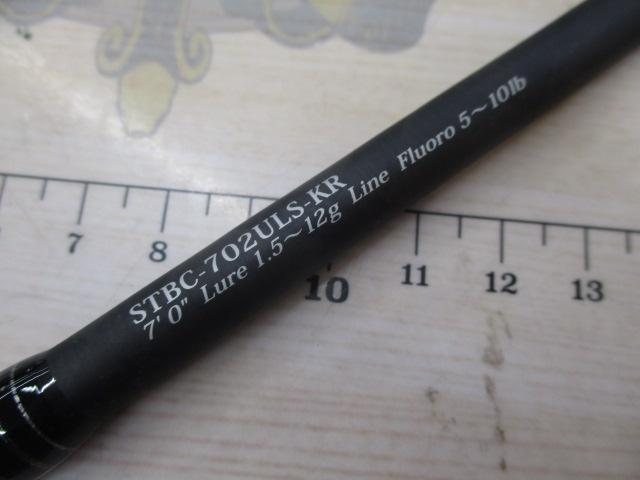 STBC-702ULS-KR
7' 0" Lure 1.5～12g Line Fluoro 5～10lb
7 8 10 11 12 13